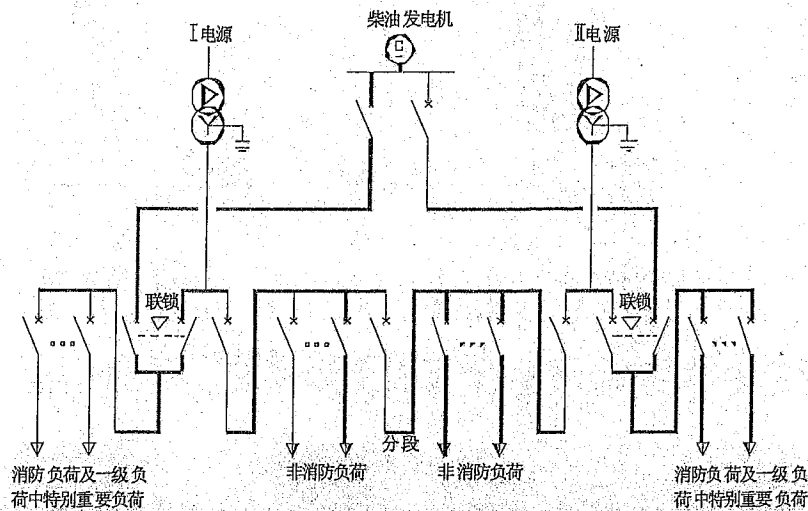 柴油发电机
Ⅰ电源
Ⅱ电源
G
联锁
联锁
分段
消防负荷及一级负
荷中特别重要负荷
非消防负荷
非消防负荷
消防负荷及一级负
荷中特别重要负荷